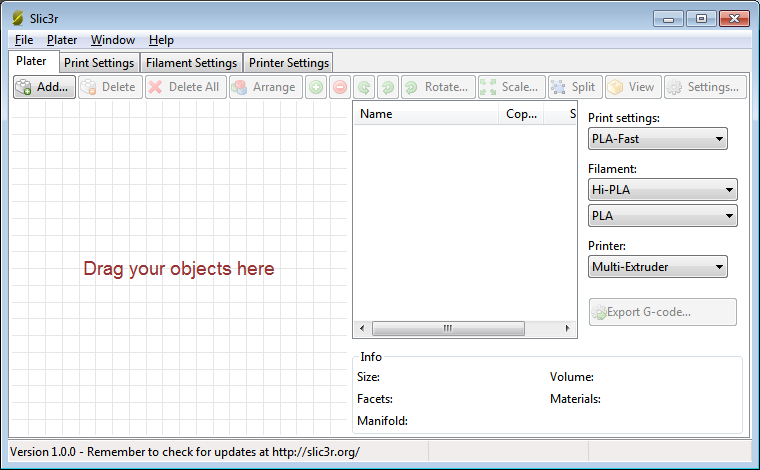 Slic3r
File Plater Window Help
Plater Print Settings Filament Settings Printer Settings
Add... Delete Delete All Arrange Rotate... Scale... Split View Settings...
Name Cop... S
Print settings:
PLA-Fast
Filament:
Hi-PLA
PLA
Drag your objects here
Printer:
Multi-Extruder
Export G-code...
Info
Size: Volume:
Facets: Materials:
Manifold:
Version 1.0.0 - Remember to check for updates at http://slic3r.org/